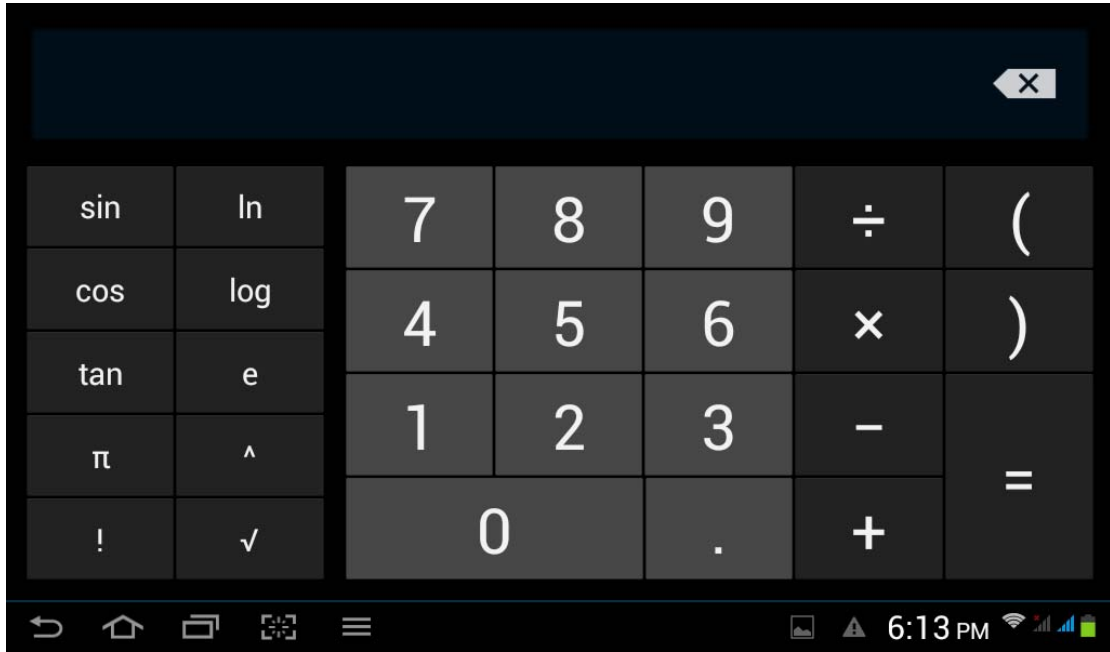 sin ln 7 8 9 ÷ (
cos log 4 5 6 × )
tan e 1 2 3 −
π ^ =
! √ 0 . +
6:13 PM